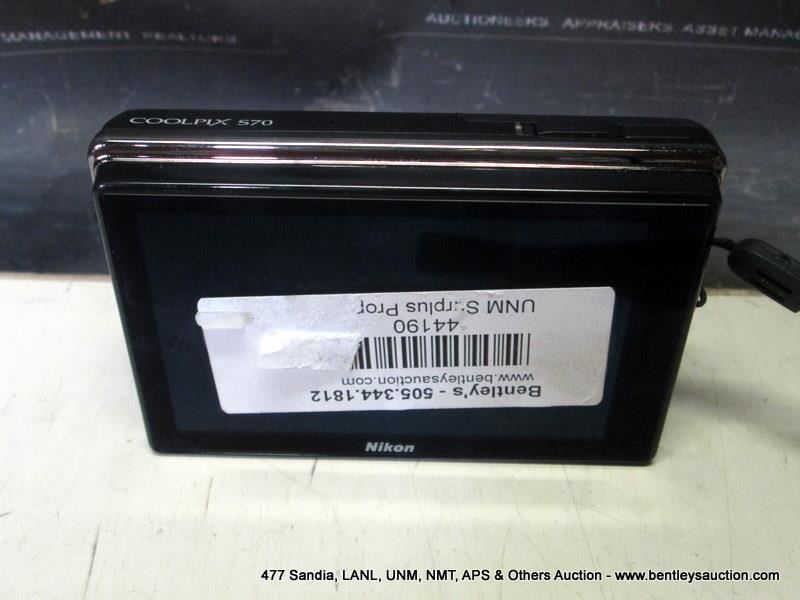 AUCTIONEERS. APPRAISERS. ASSET MANAG
MANAGEMENT. REALTORS.
COOLPIX S70
Bentley's - 505.344.1812
www.bentleysauction.com
44190
UNM Surplus Prop
Nikon
477 Sandia, LANL, UNM, NMT, APS & Others Auction - www.bentleysauction.com